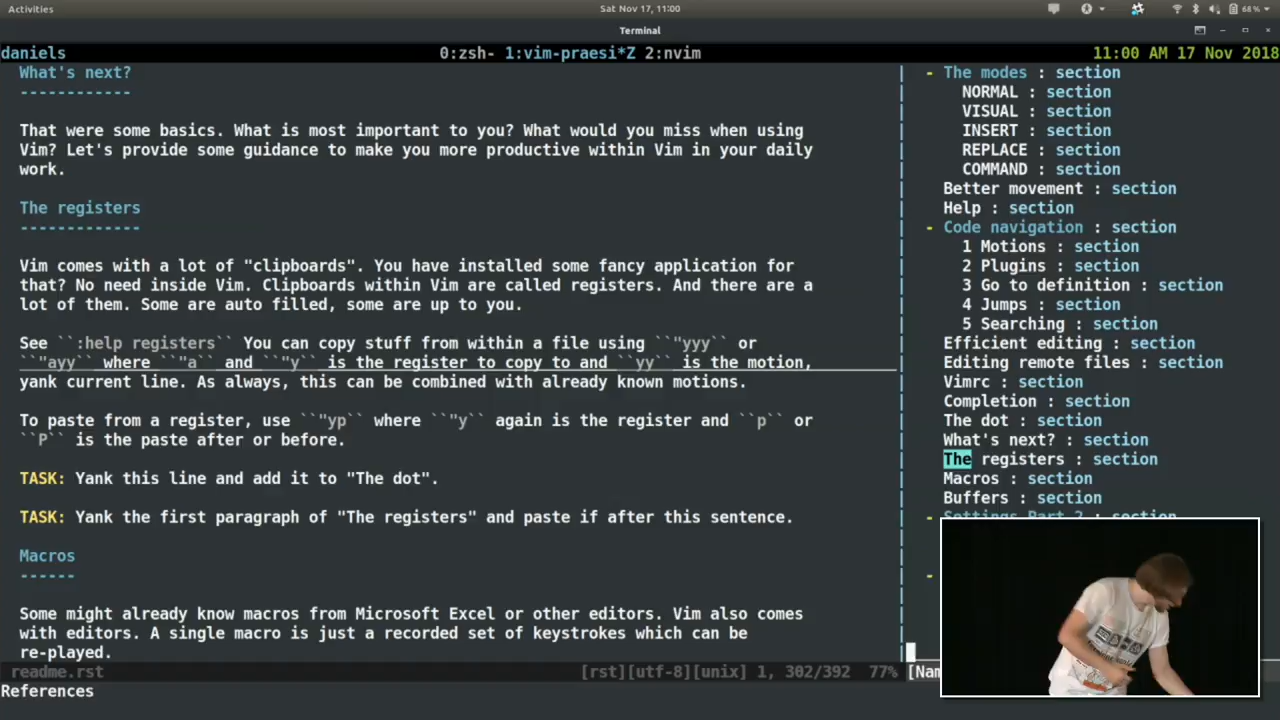 Activities
Sat Nov 17, 11:00
68%
Terminal
daniels
0:zsh- 1:vim-praesi*Z 2:nvim
11:00 AM 17 Nov 2018
What's next?
------------
That were some basics. What is most important to you? What would you miss when using
Vim? Let's provide some guidance to make you more productive within Vim in your daily
work.
The registers
-------------
Vim comes with a lot of "clipboards". You have installed some fancy application for
that? No need inside Vim. Clipboards within Vim are called registers. And there are a
lot of them. Some are auto filled, some are up to you.
See ``:help registers`` You can copy stuff from within a file using ``"yyy`` or
``"ayy`` where ``"a`` and ``"y`` is the register to copy to and ``yy`` is the motion,
yank current line. As always, this can be combined with already known motions.
To paste from a register, use ``"yp`` where ``"y`` again is the register and ``p`` or
``P`` is the paste after or before.
TASK: Yank this line and add it to "The dot".
TASK: Yank the first paragraph of "The registers" and paste if after this sentence.
Macros
------
Some might already know macros from Microsoft Excel or other editors. Vim also comes
with editors. A single macro is just a recorded set of keystrokes which can be
re-played.
readme.rst
[rst][utf-8][unix] 1, 302/392 77%
References
- The modes : section
NORMAL : section
VISUAL : section
INSERT : section
REPLACE : section
COMMAND : section
Better movement : section
Help : section
- Code navigation : section
1 Motions : section
2 Plugins : section
3 Go to definition : section
4 Jumps : section
5 Searching : section
Efficient editing : section
Editing remote files : section
Vimrc : section
Completion : section
The dot : section
What's next? : section
The registers : section
Macros : section
Buffers : section
- Settings Part 2 : section
-
[Nam